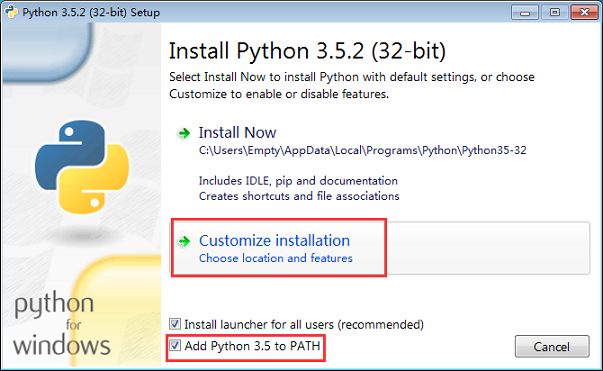 Python 3.5.2 (32-bit) Setup
Install Python 3.5.2 (32-bit)
Select Install Now to install Python with default settings, or choose
Customize to enable or disable features.
Install Now
C:\Users\Empty\AppData\Local\Programs\Python\Python35-32
Includes IDLE, pip and documentation
Creates shortcuts and file associations
Customize installation
Choose location and features
python
for
windows
Install launcher for all users (recommended)
Add Python 3.5 to PATH
Cancel